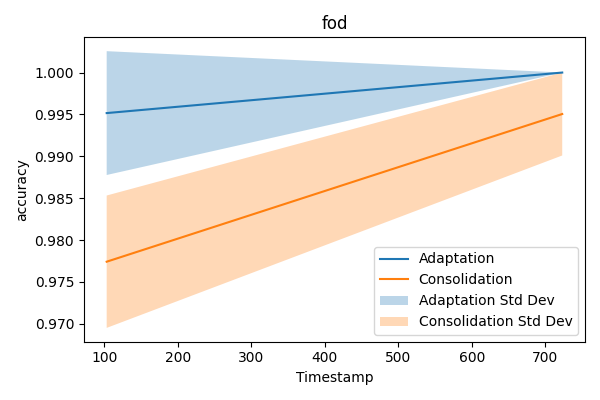 fod
accuracy
1.000
0.995
0.990
0.985
0.980
0.975
0.970
100
200
300
400
500
600
700
Timestamp
Adaptation
Consolidation
Adaptation Std Dev
Consolidation Std Dev